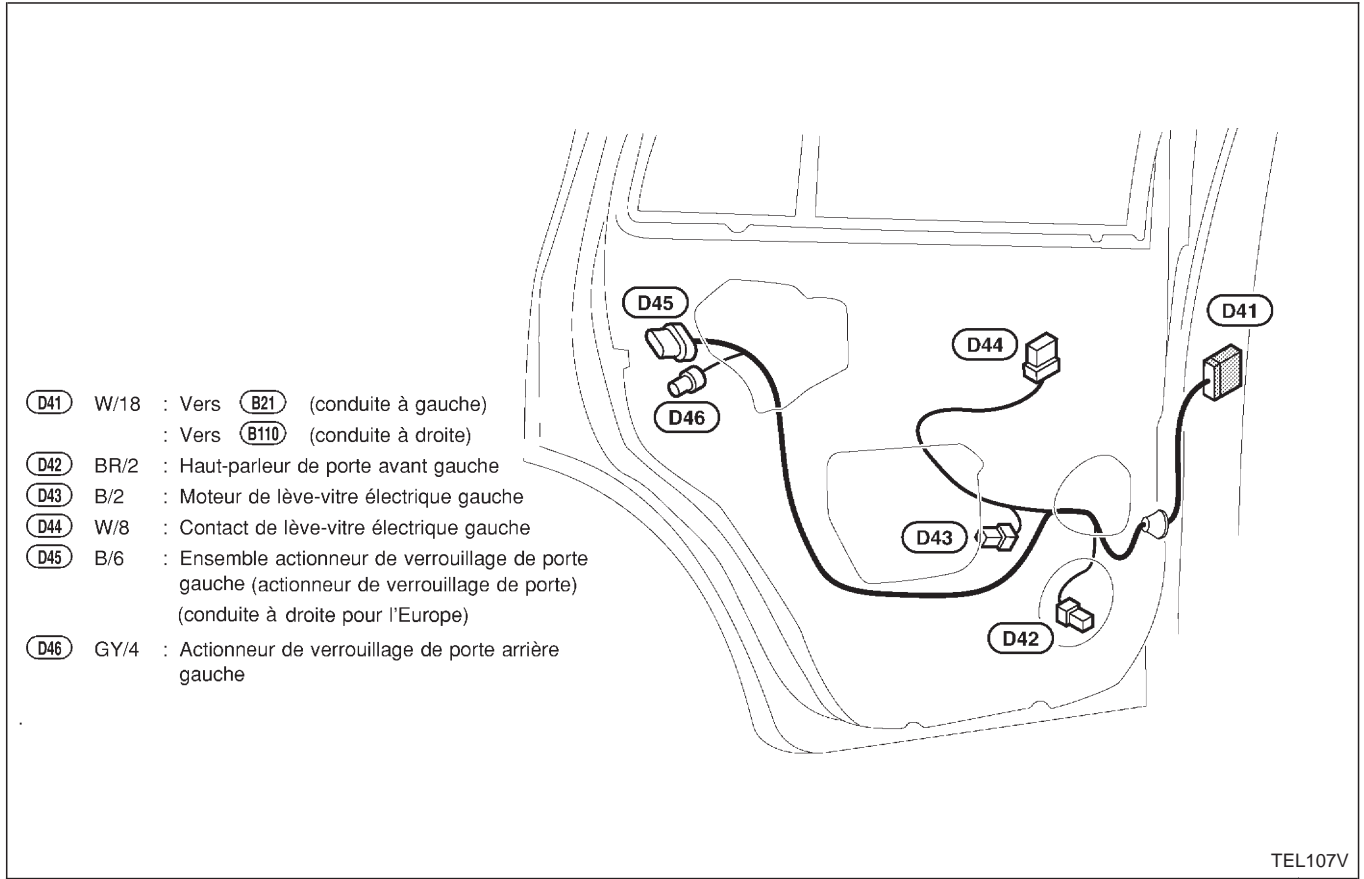 D45
D41
D44
D46
D43
D42
D41 W/18 : Vers B21 (conduite à gauche)
: Vers B110 (conduite à droite)
D42 BR/2 : Haut-parleur de porte avant gauche
D43 B/2 : Moteur de lève-vitre électrique gauche
D44 W/8 : Contact de lève-vitre électrique gauche
D45 B/6 : Ensemble actionneur de verrouillage de porte
gauche (actionneur de verrouillage de porte)
(conduite à droite pour l'Europe)
D46 GY/4 : Actionneur de verrouillage de porte arrière
gauche
.
TEL107V